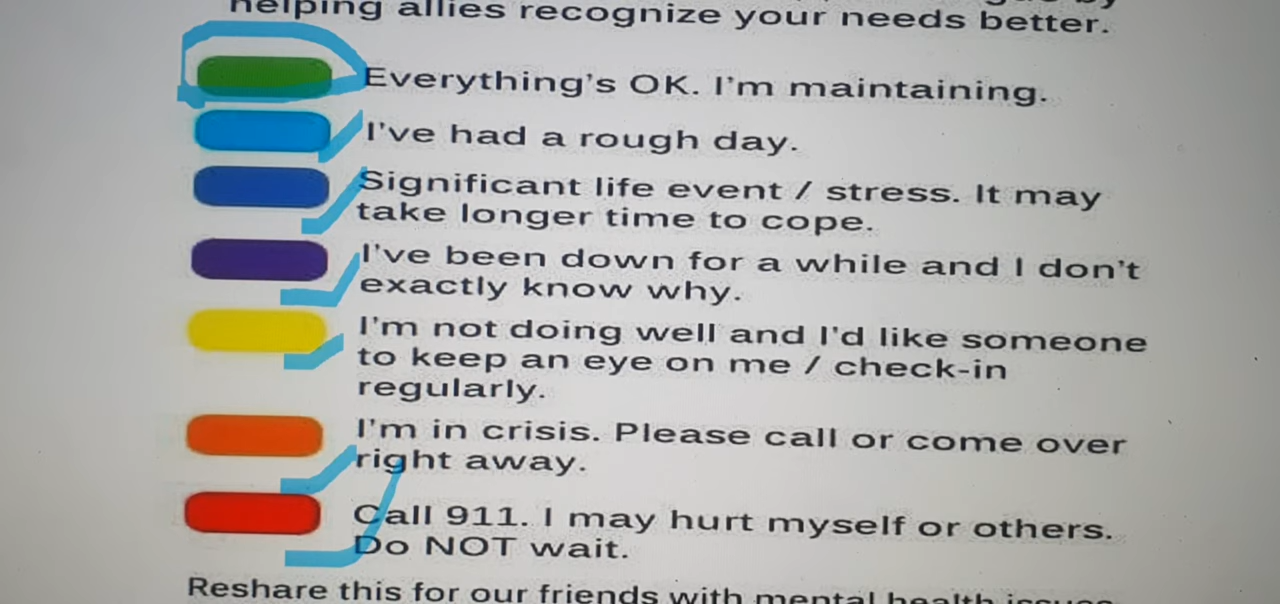 helping allies recognize your needs better.
Everything's OK. I'm maintaining.
I've had a rough day.
Significant life event / stress. It may
take longer time to cope.
I've been down for a while and I don't
exactly know why.
I'm not doing well and I'd like someone
to keep an eye on me / check-in
regularly.
I'm in crisis. Please call or come over
right away.
Call 911. I may hurt myself or others.
Do NOT wait.
Reshare this for our friends with mental health issues